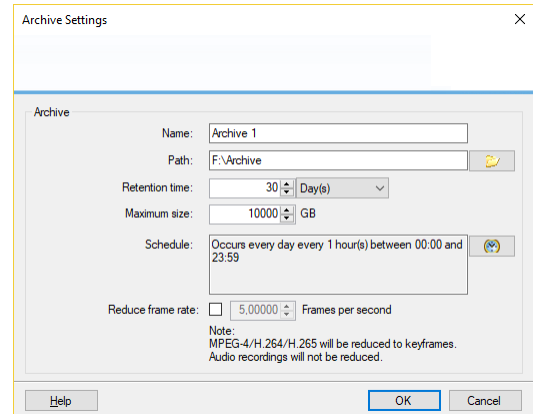 Archive Settings
Archive
Name: Archive 1
Path: F:\Archive
Retention time: 30 Day(s)
Maximum size: 10000 GB
Schedule: Occurs every day every 1 hour(s) between 00:00 and
23:59
Reduce frame rate: 5,00000 Frames per second
Note:
MPEG-4/H.264/H.265 will be reduced to keyframes.
Audio recordings will not be reduced.
Help OK Cancel